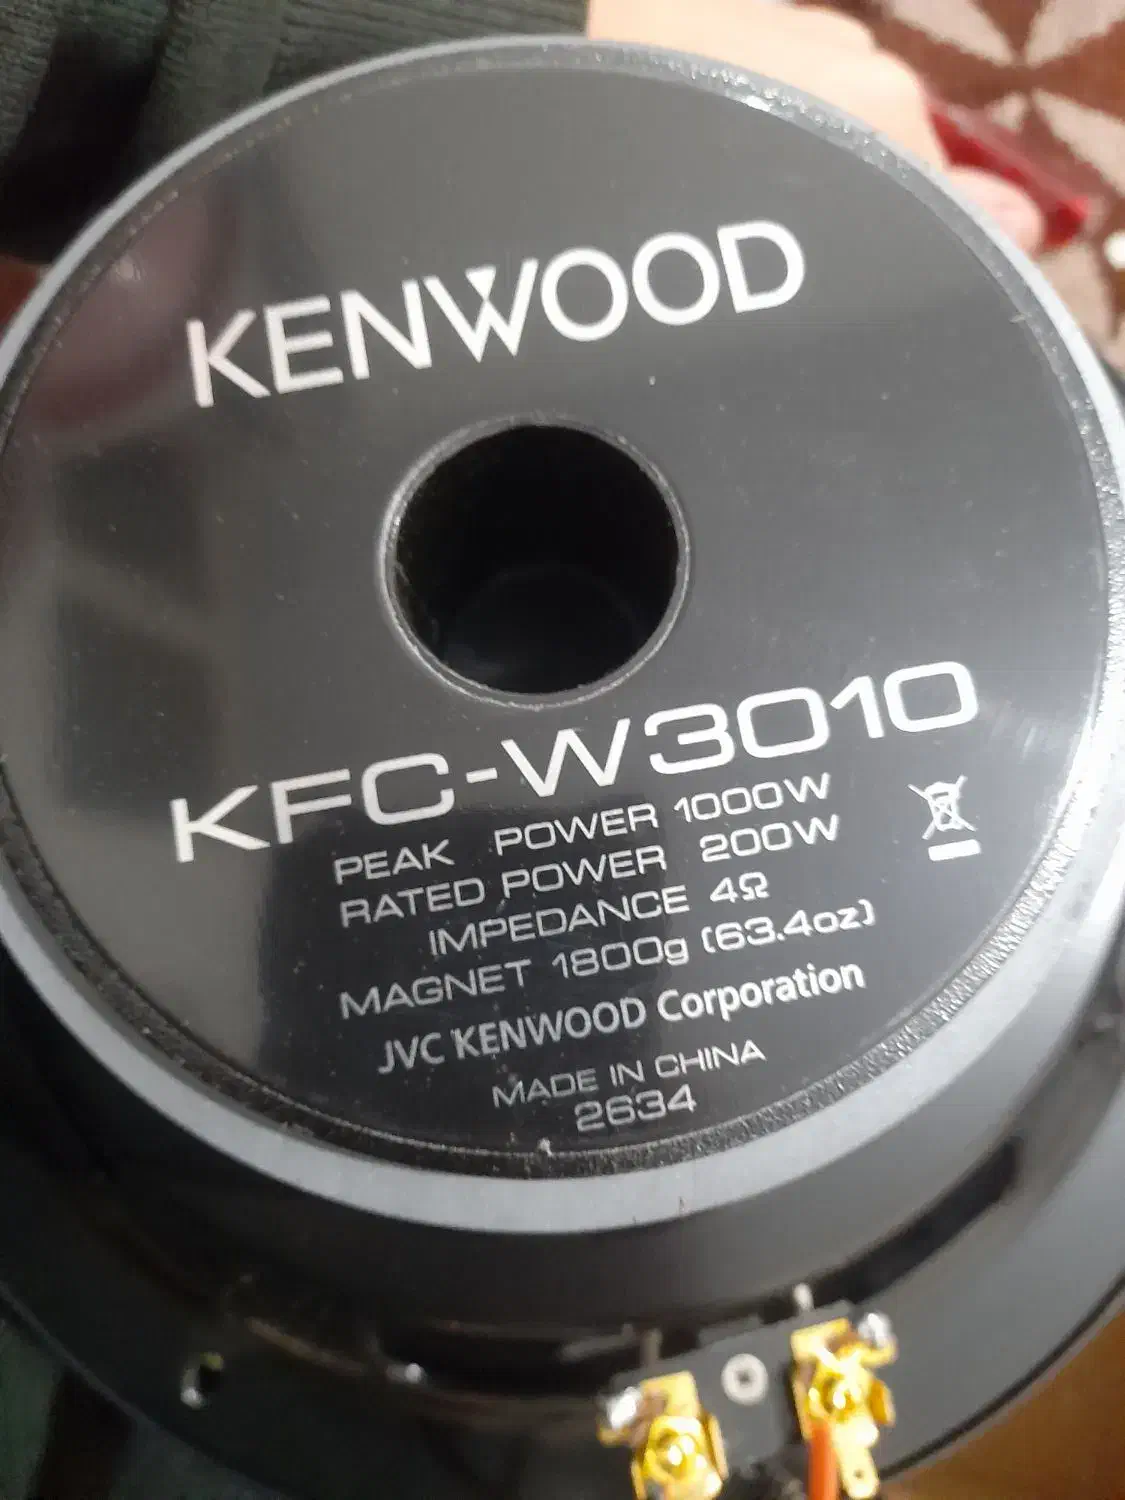 KENWOOD
KFC-W3010
PEAK POWER 1000W
RATED POWER 200W
IMPEDANCE 4Ω
MAGNET 1800g (63.4oz)
JVC KENWOOD Corporation
MADE IN CHINA
2634